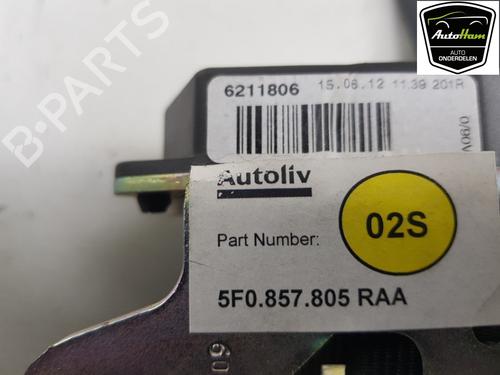 AutoHam
AUTO
ONDERDELEN
B-PARTS
6211806 15.06.12 11:39 201R
Autoliv
Part Number:
02S
5F0.857.805 RAA